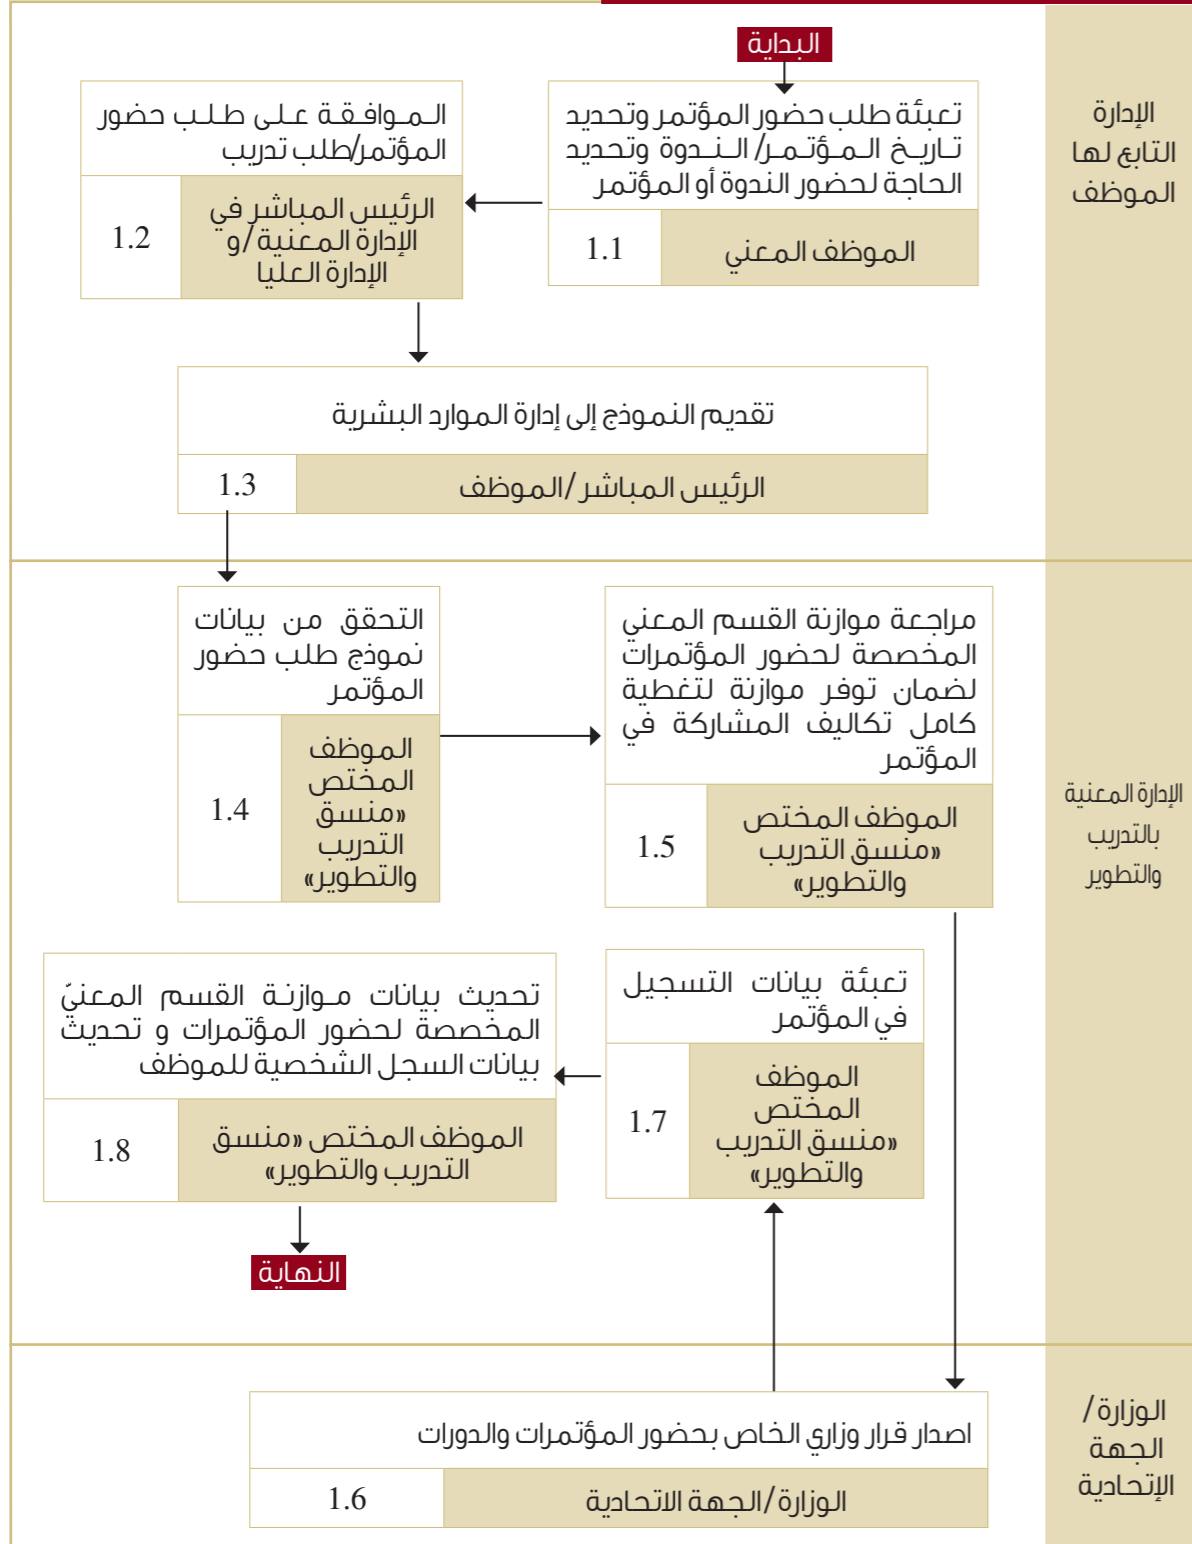 الإدارة
التابع لها
الموظف
البداية
تعبئة طلب حضور المؤتمر وتحديد
تاريخ المؤتمر/ الندوة وتحديد
الحاجة لحضور الندوة أو المؤتمر
الموظف المعني
1.1
الموافقة على طلب حضور
المؤتمر/طلب تدريب
الرئيس المباشر في
الإدارة المعنية /و
الإدارة العليا
1.2
تقديم النموذج إلى إدارة الموارد البشرية
الرئيس المباشر /الموظف
1.3
الإدارة المعنية
بالتدريب
والتطوير
التحقق من بيانات
نموذج طلب حضور
المؤتمر
الموظف
المختص
«منسق
التدريب
والتطوير»
1.4
مراجعة موازنة القسم المعني
المخصصة لحضور المؤتمرات
لضمان توفر موازنة لتغطية
كامل تكاليف المشاركة في
المؤتمر
الموظف المختص
«منسق التدريب
والتطوير»
1.5
تعبئة بيانات التسجيل
في المؤتمر
الموظف
المختص
«منسق التدريب
والتطوير»
1.7
تحديث بيانات موازنة القسم المعنيّ
المخصصة لحضور المؤتمرات و تحديث
بيانات السجل الشخصية للموظف
الموظف المختص «منسق
التدريب والتطوير»
1.8
النهاية
الوزارة /
الجهة
الإتحادية
اصدار قرار وزاري الخاص بحضور المؤتمرات والدورات
الوزارة /الجهة الاتحادية
1.6